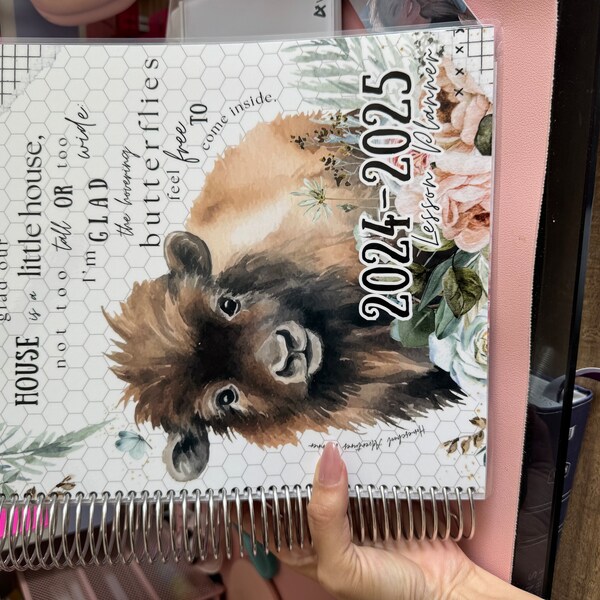 glad our
HOUSE is a little house,
not too tall OR too
I'm GLAD wide:
the hovering
butterflies
feel free TO
come inside.
2024-2025
Lesson Planner